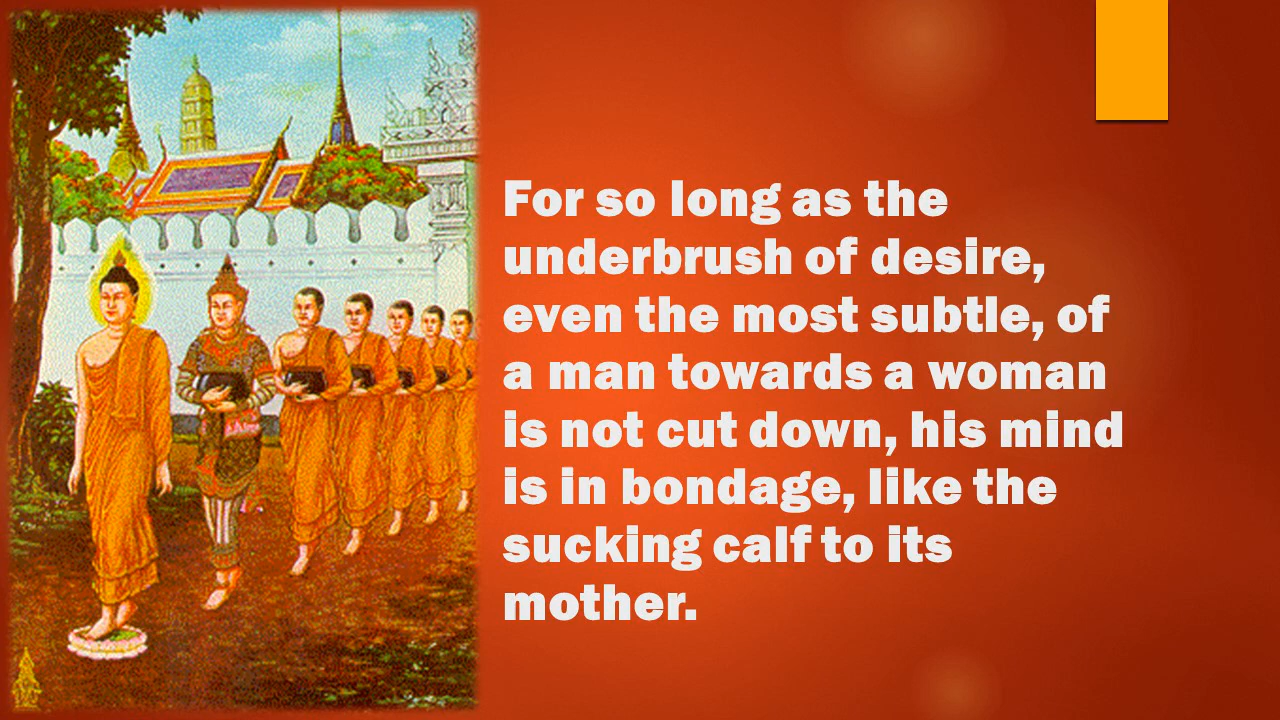 For so long as the
underbrush of desire,
even the most subtle, of
a man towards a woman
is not cut down, his mind
is in bondage, like the
sucking calf to its
mother.